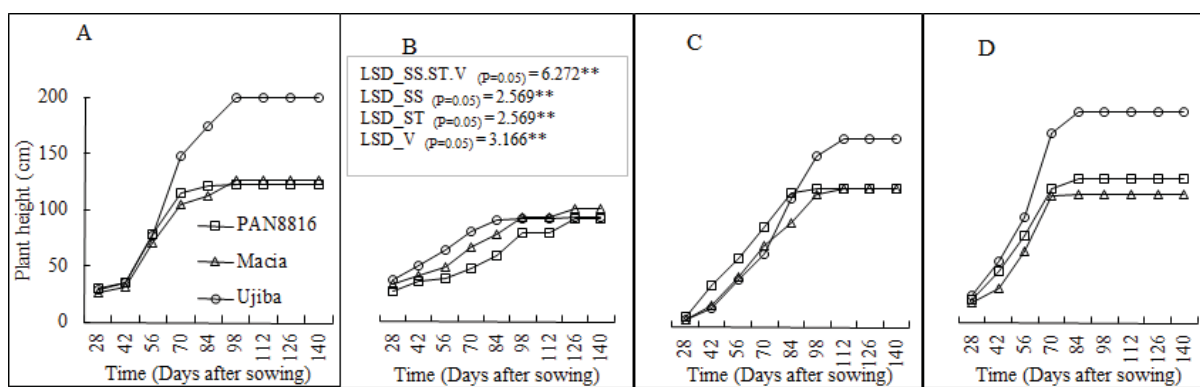 A
B
C
D
LSD_SS.ST.V (P=0.05) = 6.272**
LSD_SS (P=0.05) = 2.569**
LSD_ST (P=0.05) = 2.569**
LSD_V (P=0.05) = 3.166**
Plant height (cm)
200
150
100
50
0
PAN8816
Macia
Ujiba
28 42 56 70 84 98 112 126 140
28 42 56 70 84 98 112 126 140
28 42 56 70 84 98 112 126 140
28 42 56 70 84 98 112 126 140
Time (Days after sowing)
Time (Days after sowing)
Time (Days after sowing)
Time (Days after sowing)